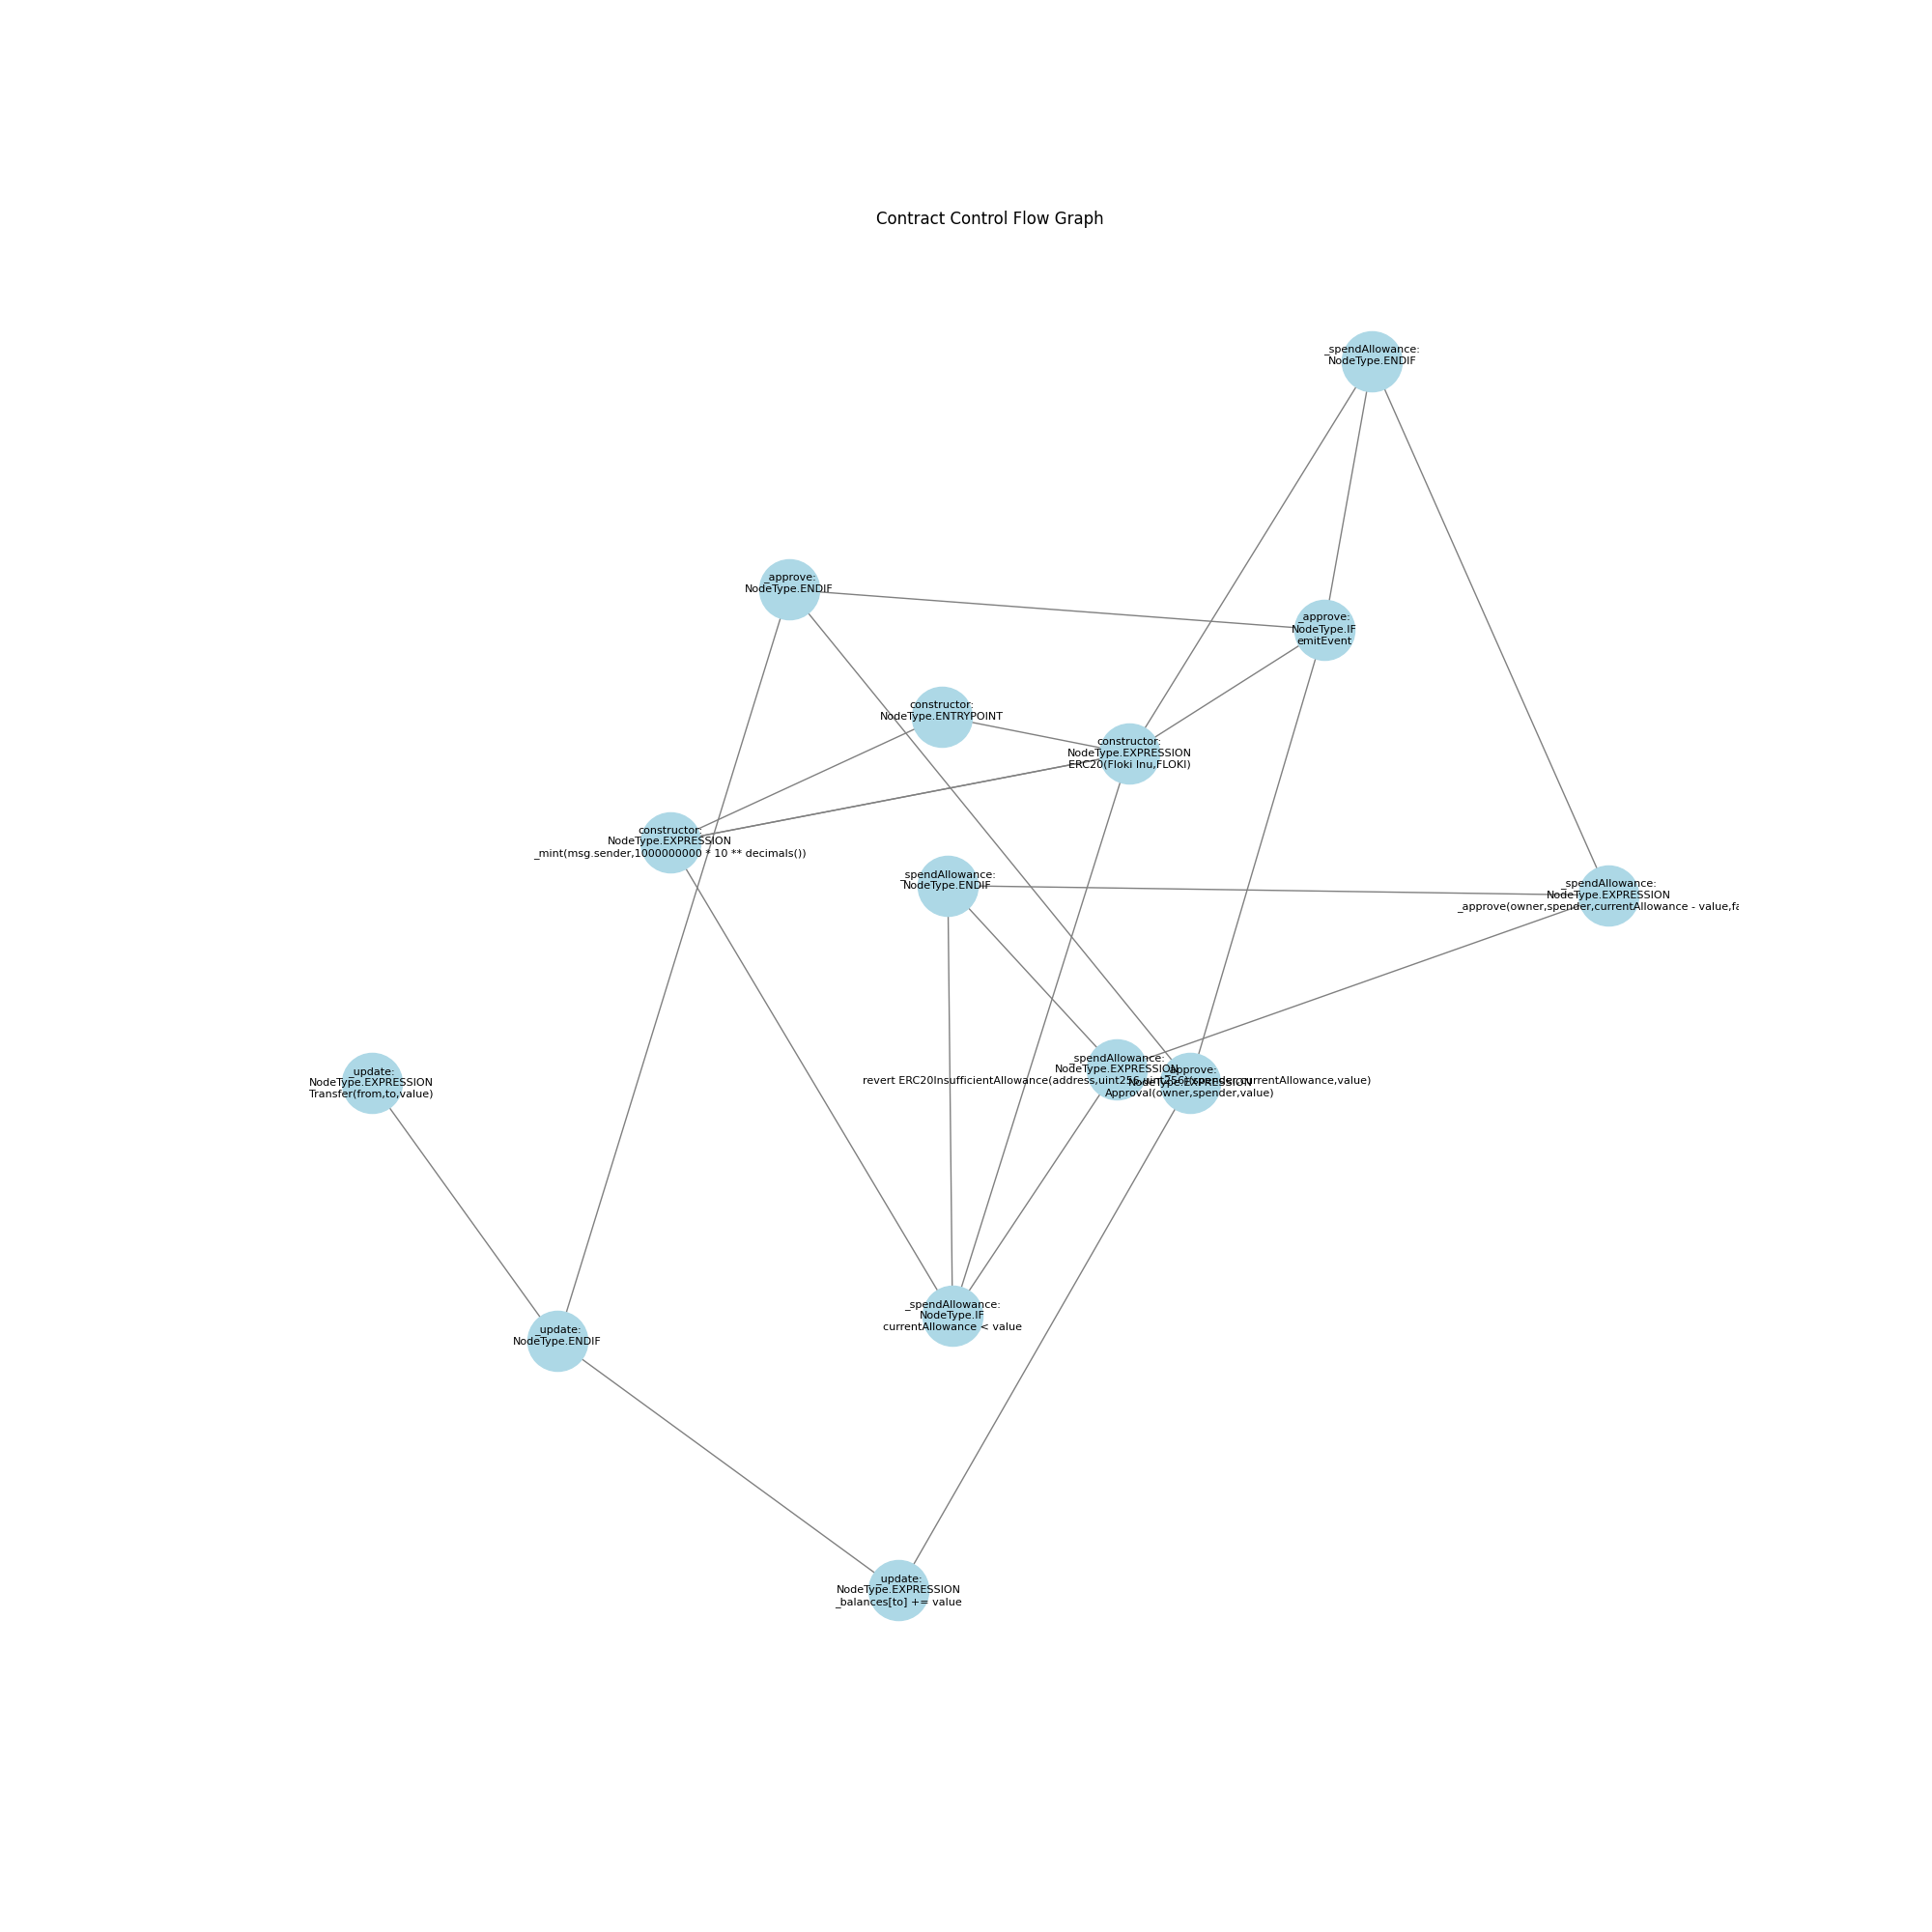 Contract Control Flow Graph
_spendAllowance:
NodeType.ENDIF
_approve:
NodeType.ENDIF
_approve:
NodeType.IF
emitEvent
constructor:
NodeType.ENTRYPOINT
constructor:
NodeType.EXPRESSION
ERC20(Floki Inu,FLOKI)
constructor:
NodeType.EXPRESSION
_mint(msg.sender,1000000000 * 10 ** decimals())
_spendAllowance:
NodeType.ENDIF
_spendAllowance:
NodeType.EXPRESSION
_approve(owner,spender,currentAllowance - value,fa
_spendAllowance:
NodeType.EXPRESSION
revert ERC20InsufficientAllowance(address,uint256,uint256)(spender,currentAllowance,value)
_approve:
NodeType.EXPRESSION
Approval(owner,spender,value)
_update:
NodeType.EXPRESSION
Transfer(from,to,value)
_spendAllowance:
NodeType.IF
currentAllowance < value
_update:
NodeType.ENDIF
_update:
NodeType.EXPRESSION
_balances[to] += value